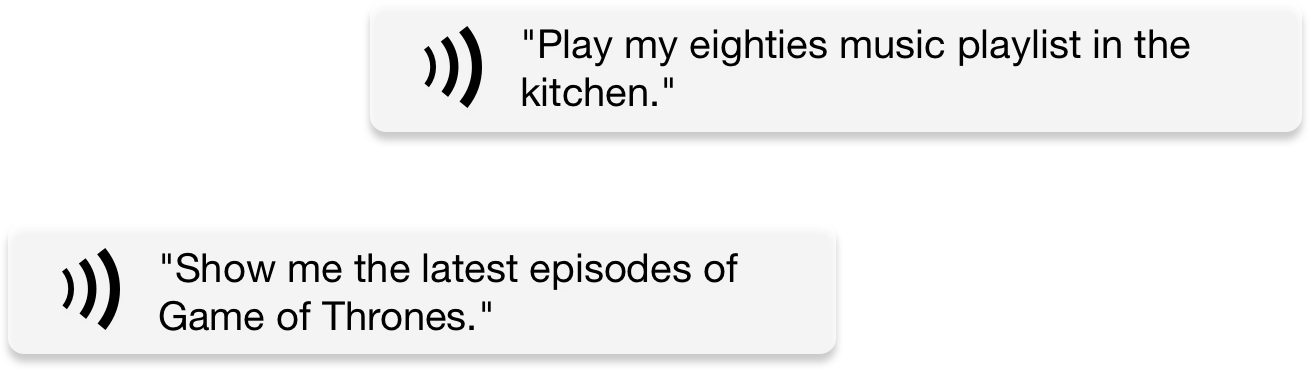 "Play my eighties music playlist in the
kitchen."
"Show me the latest episodes of
Game of Thrones."